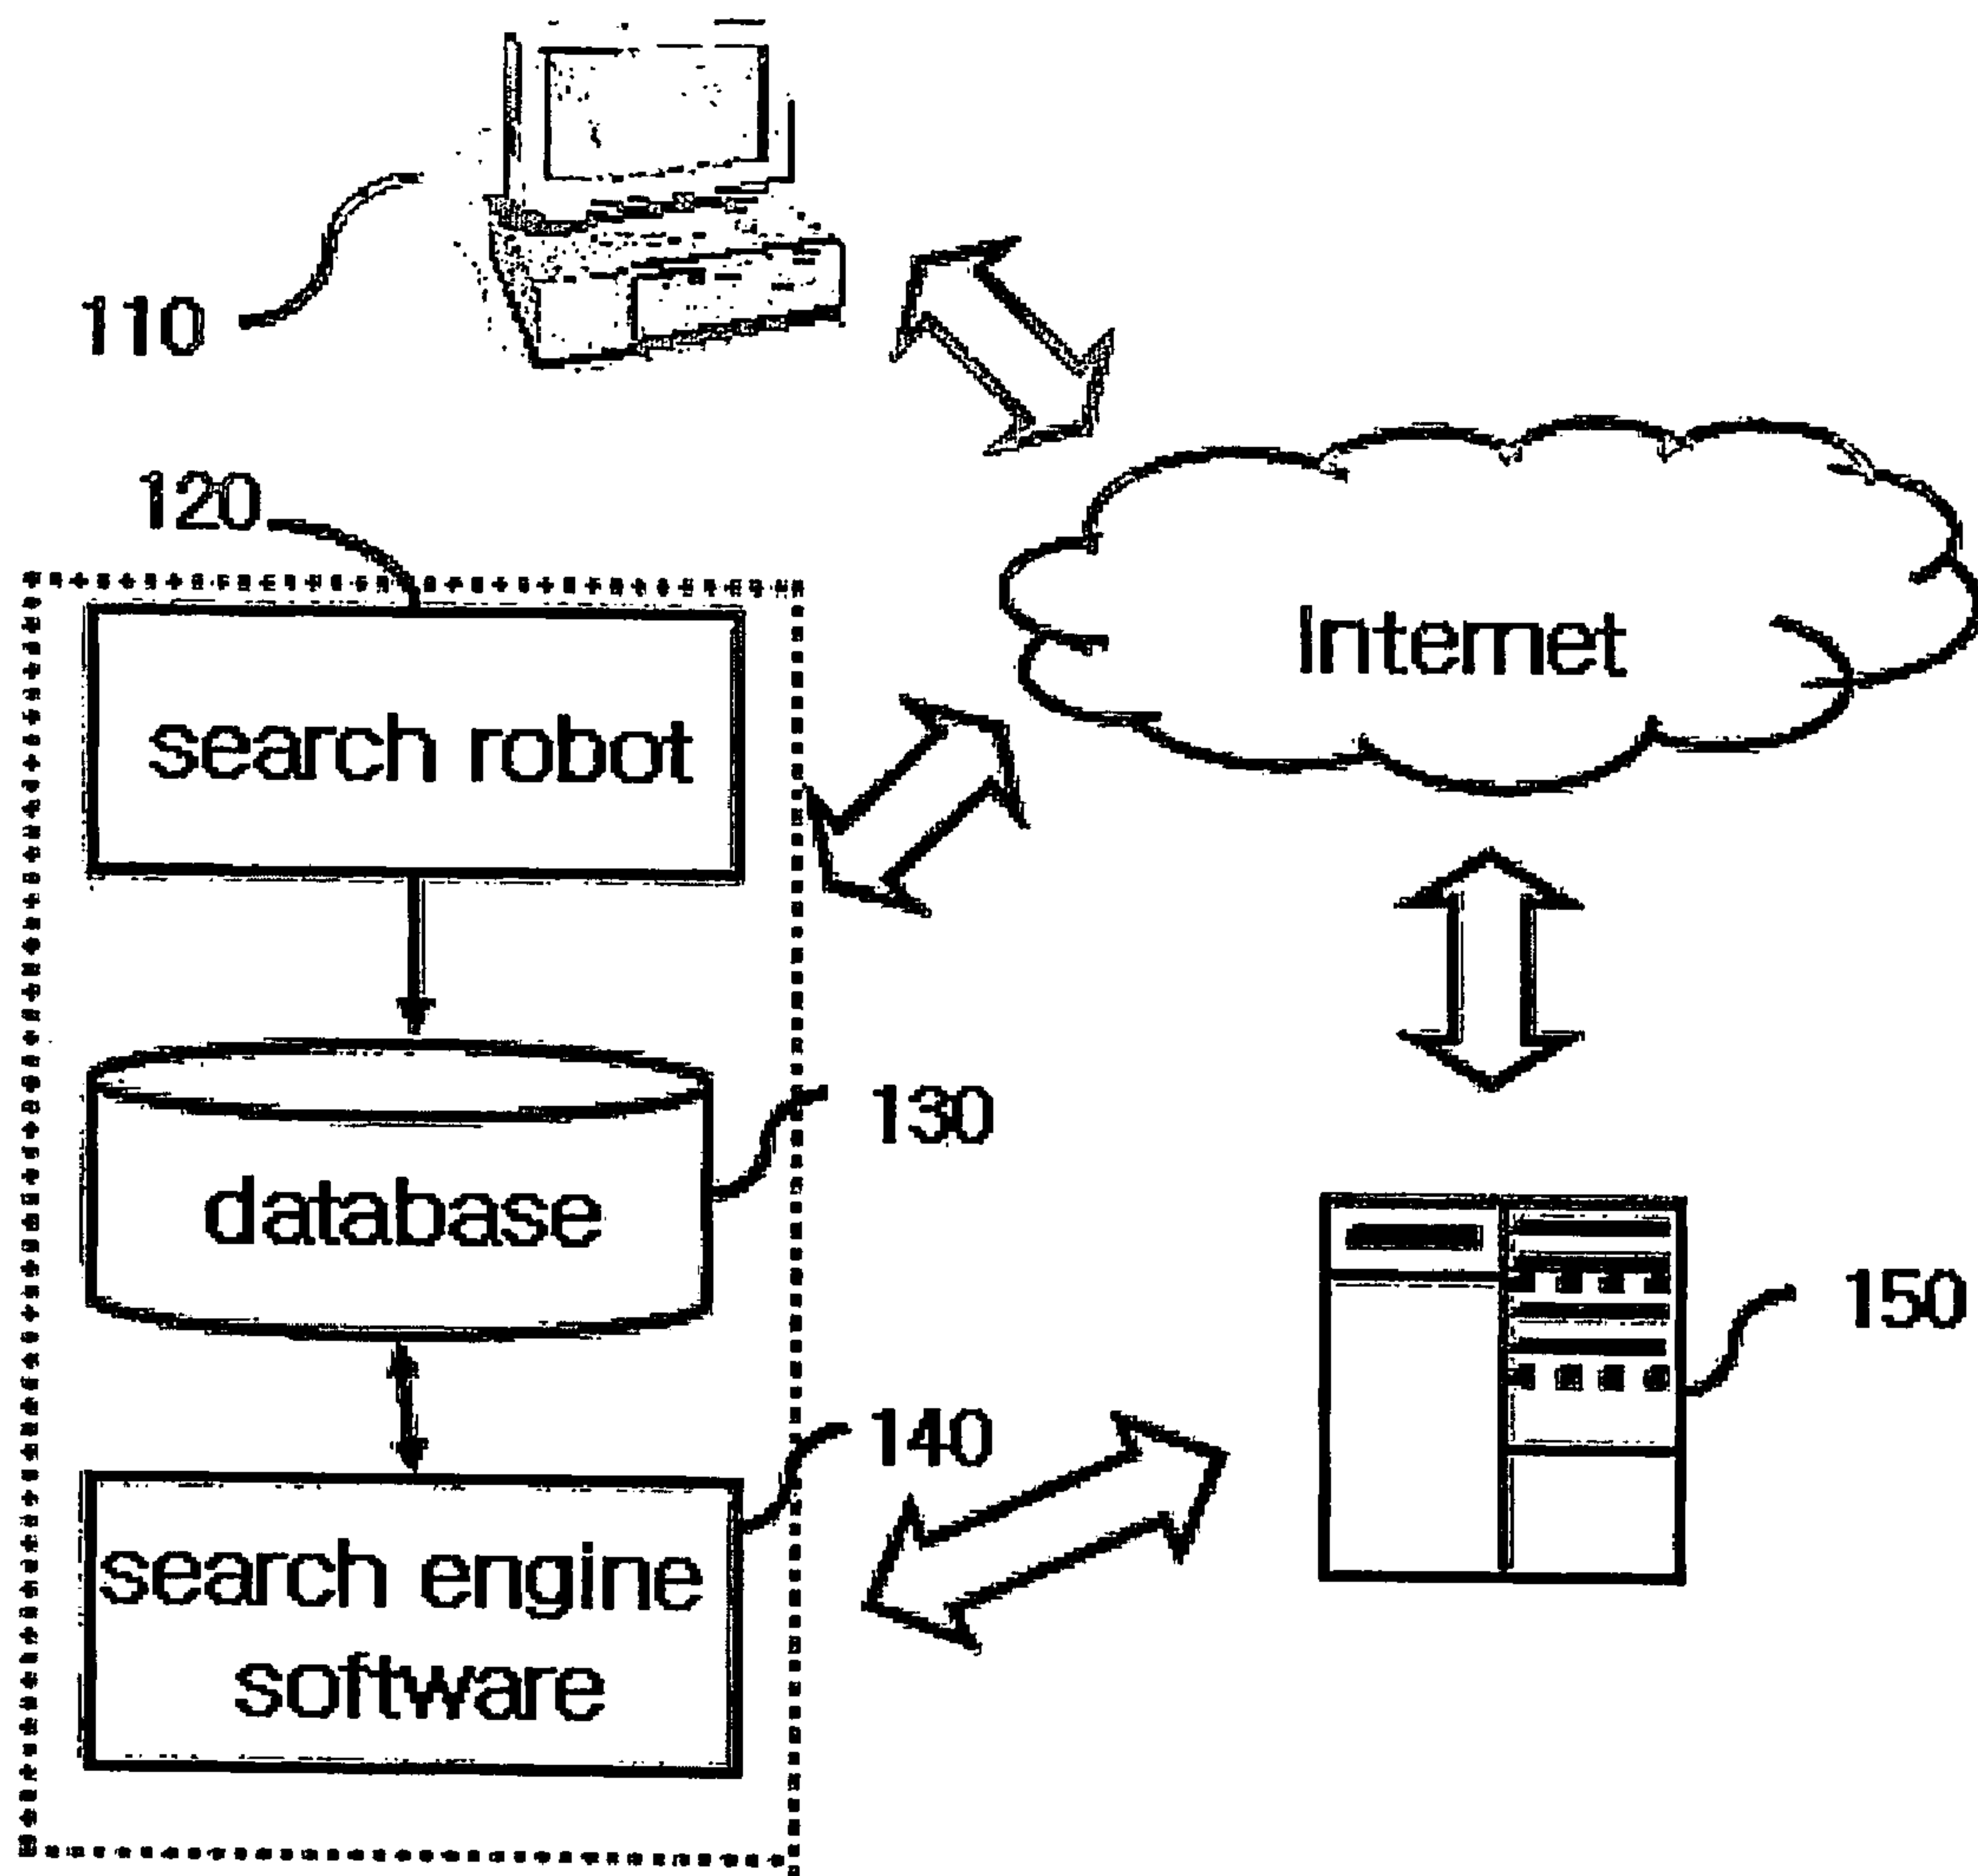 110
120
Internet
search robot
130
database
150
140
search engine
software